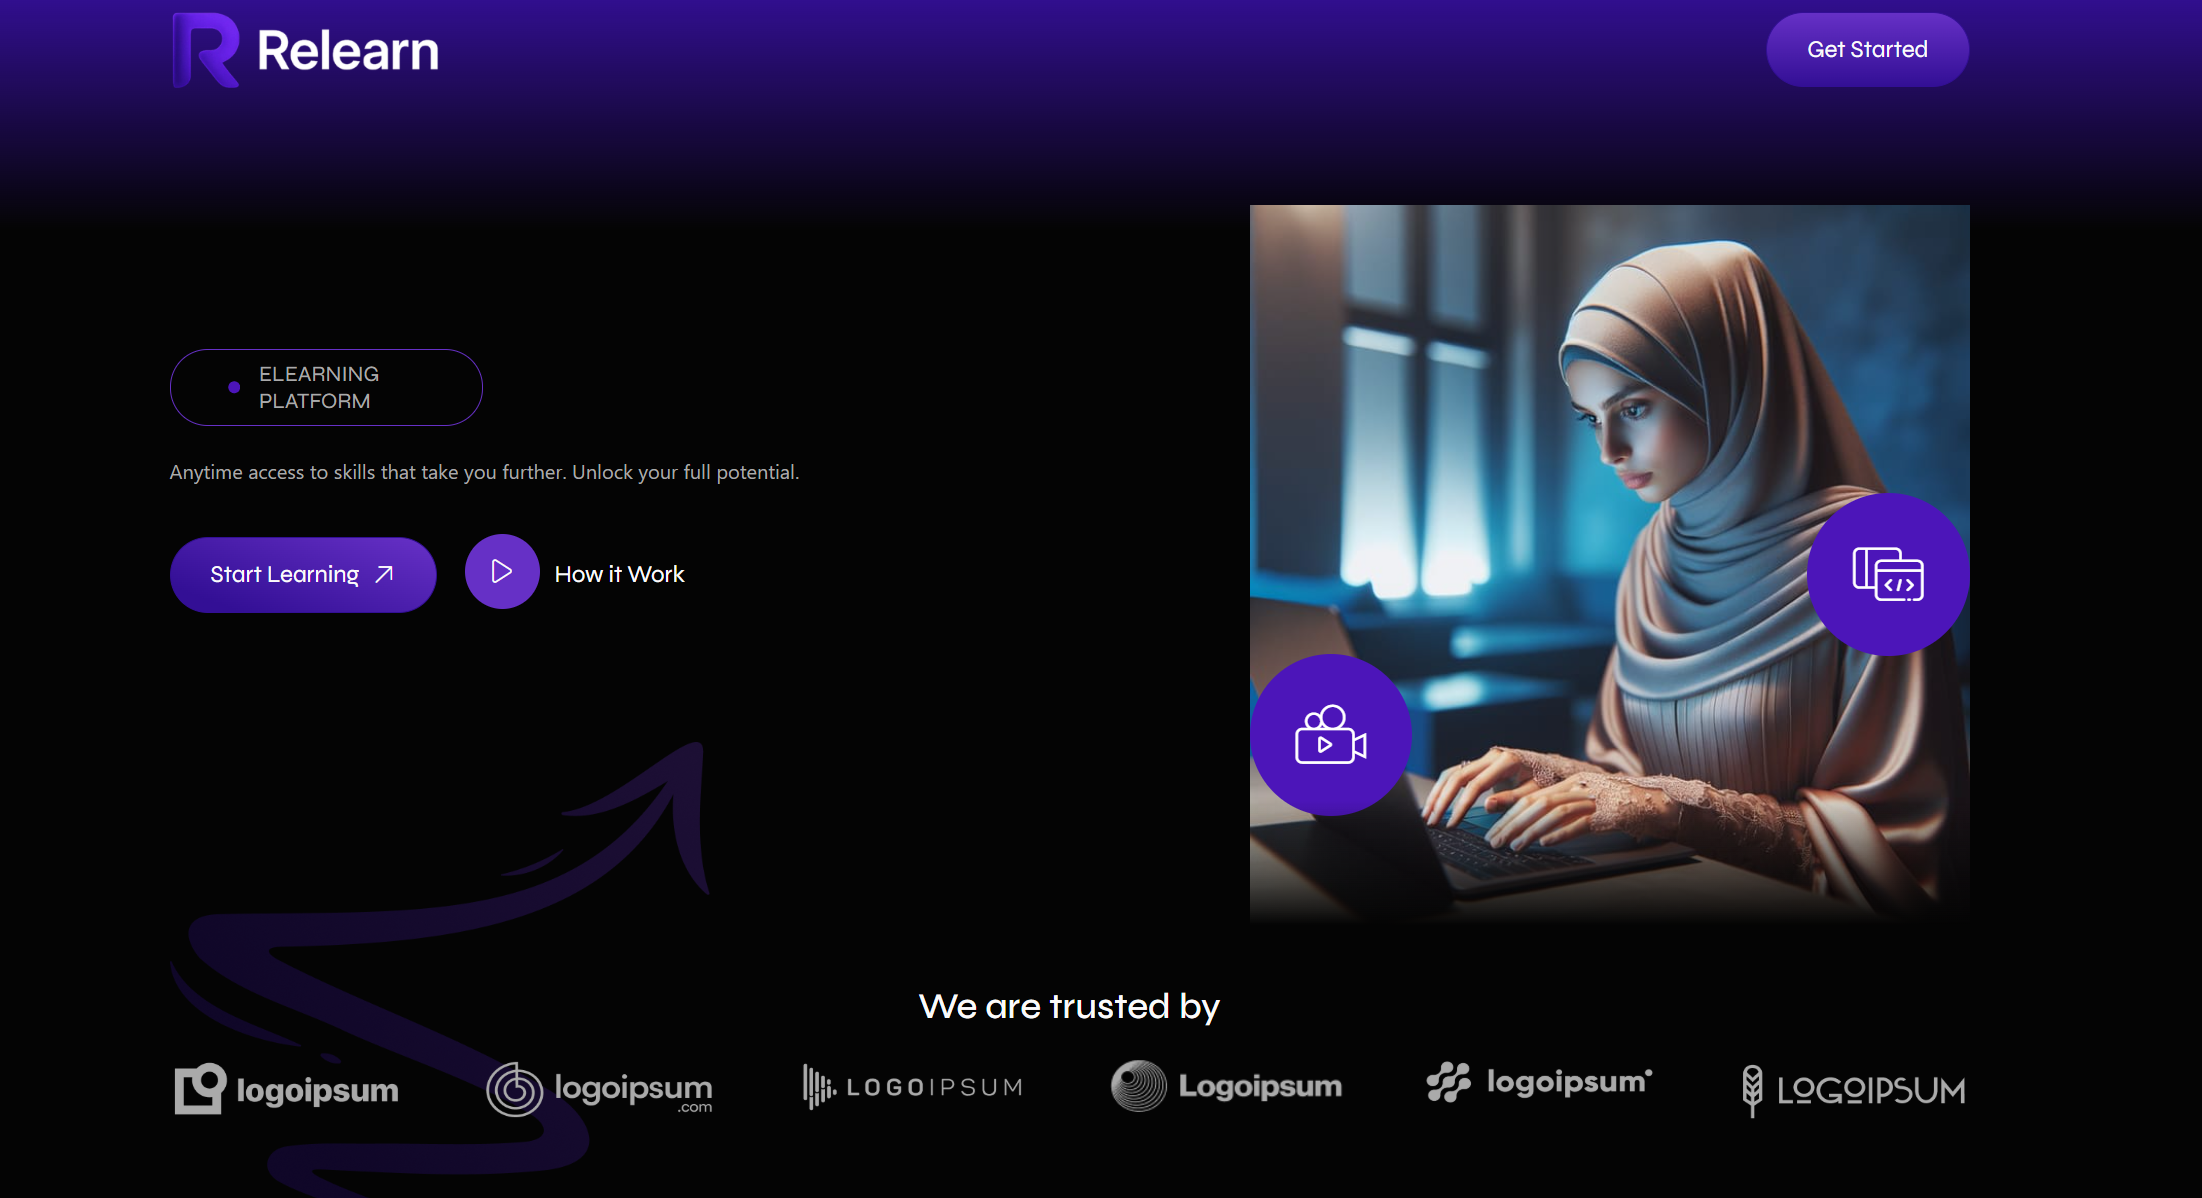 Relearn
Get Started
ELEARNING
PLATFORM
Anytime access to skills that take you further. Unlock your full potential.
Start Learning
How it Work
We are trusted by
logoipsum
logoipsum
.com
LOGOIPSUM
Logoipsum
logoipsum
LOGOIPSUM